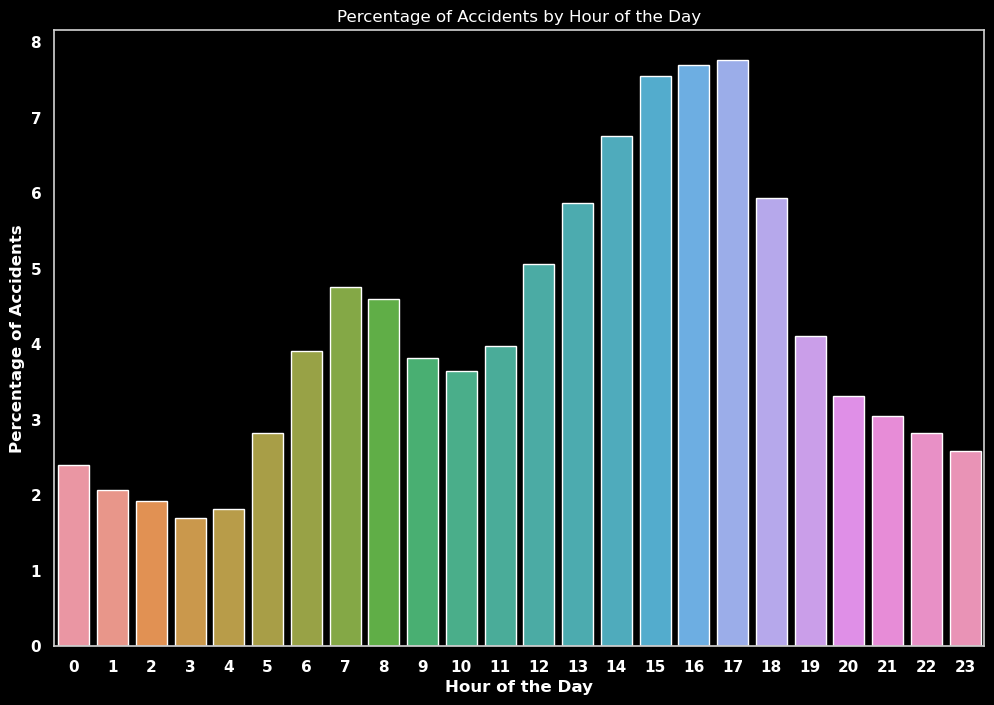 Percentage of Accidents by Hour of the Day
8
7
6
5
4
3
2
1
0
Percentage of Accidents
0 1 2 3 4 5 6 7 8 9 10 11 12 13 14 15 16 17 18 19 20 21 22 23
Hour of the Day